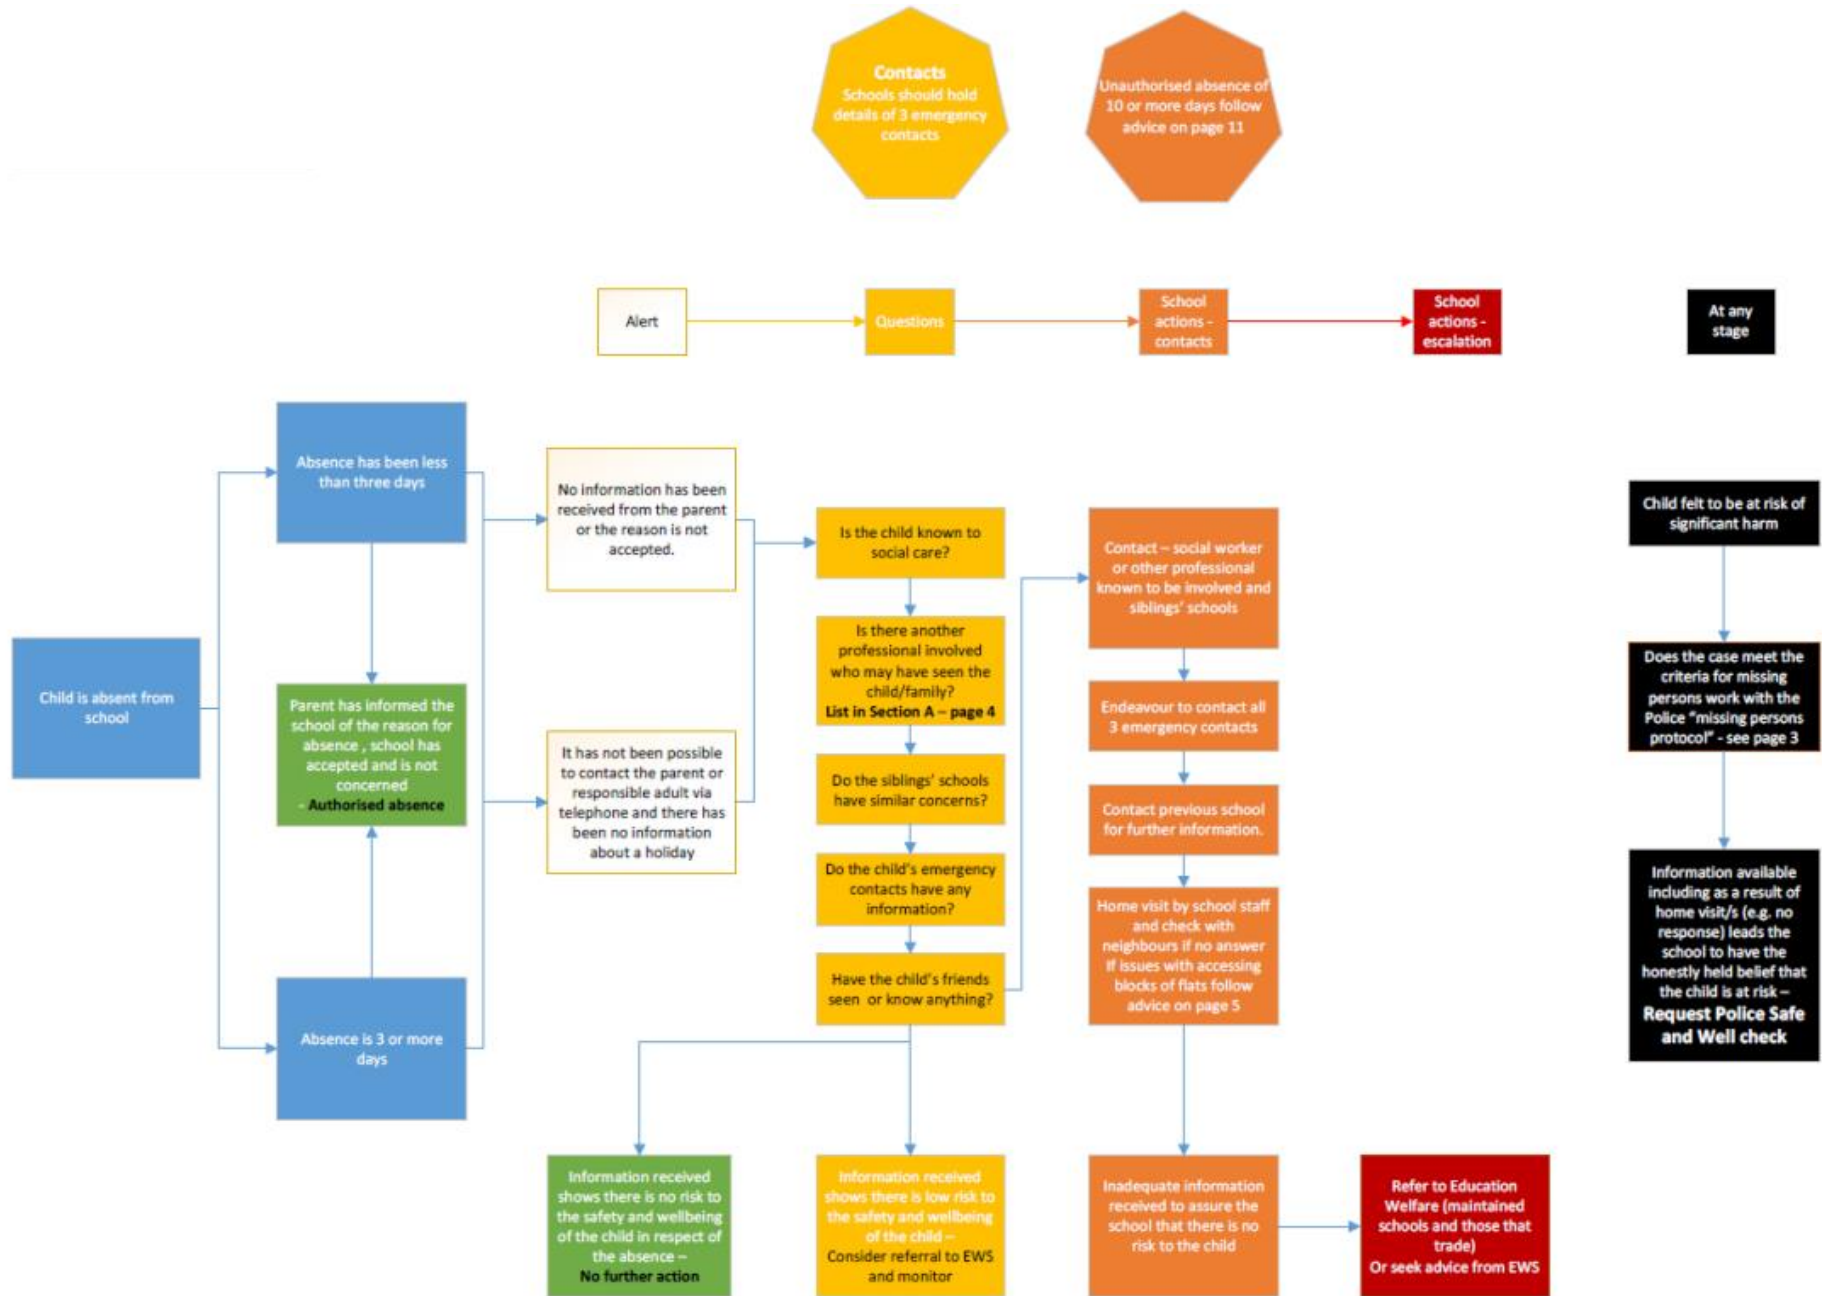 Contacts
Schools should hold
details of 3 emergency
contacts
Unauthorised absence of
10 or more days follow
advice on page 11
Alert
Questions
School
actions -
contacts
School
actions -
escalation
At any
stage
Child is absent from
school
Absence has been less
than three days
Parent has informed the
school of the reason for
absence , school has
accepted and is not
concerned
- Authorised absence
Absence is 3 or more
days
No information has been
received from the parent
or the reason is not
accepted.
It has not been possible
to contact the parent or
responsible adult via
telephone and there has
been no information
about a holiday
Is the child known to
social care?
Is there another
professional involved
who may have seen the
child/family?
List in Section A – page 4
Do the siblings' schools
have similar concerns?
Do the child's emergency
contacts have any
information?
Have the child's friends
seen or know anything?
Contact – social worker
or other professional
known to be involved and
siblings' schools
Endeavour to contact all
3 emergency contacts
Contact previous school
for further information.
Home visit by school staff
and check with
neighbours if no answer
If issues with accessing
blocks of flats follow
advice on page 5
Information received
shows there is no risk to
the safety and wellbeing
of the child in respect of
the absence –
No further action
Information received
shows there is low risk to
the safety and wellbeing
of the child –
Consider referral to EWS
and monitor
Inadequate information
received to assure the
school that there is no
risk to the child
Refer to Education
Welfare (maintained
schools and those that
trade)
Or seek advice from EWS
Child felt to be at risk of
significant harm
Does the case meet the
criteria for missing
persons work with the
Police "missing persons
protocol" - see page 3
Information available
including as a result of
home visit/s (e.g. no
response) leads the
school to have the
honestly held belief that
the child is at risk –
Request Police Safe
and Well check